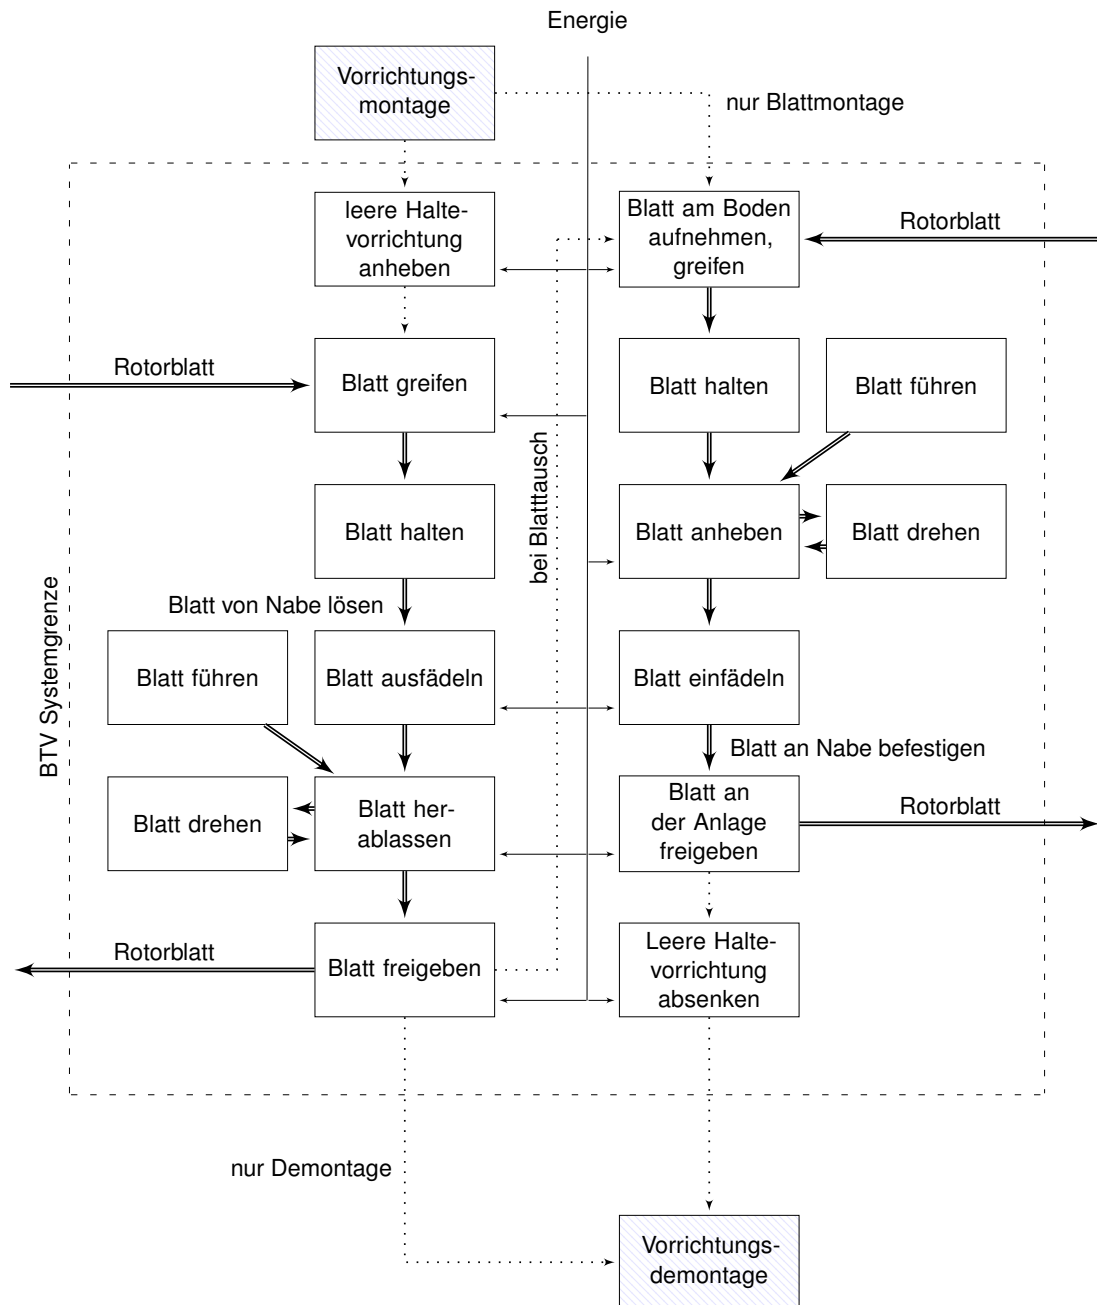 Energie
Vorrichtungs-
montage
nur Blattmontage
leere Halte-
vorrichtung
anheben
Blatt am Boden
aufnehmen,
greifen
Rotorblatt
Rotorblatt
Blatt greifen
Blatt halten
Blatt führen
bei Blatttausch
Blatt halten
Blatt anheben
Blatt drehen
BTV Systemgrenze
Blatt von Nabe lösen
Blatt führen
Blatt ausfädeln
Blatt einfädeln
Blatt an Nabe befestigen
Blatt drehen
Blatt her-
ablassen
Blatt an
der Anlage
freigeben
Rotorblatt
Rotorblatt
Blatt freigeben
Leere Halte-
vorrichtung
absenken
nur Demontage
Vorrichtungs-
demontage